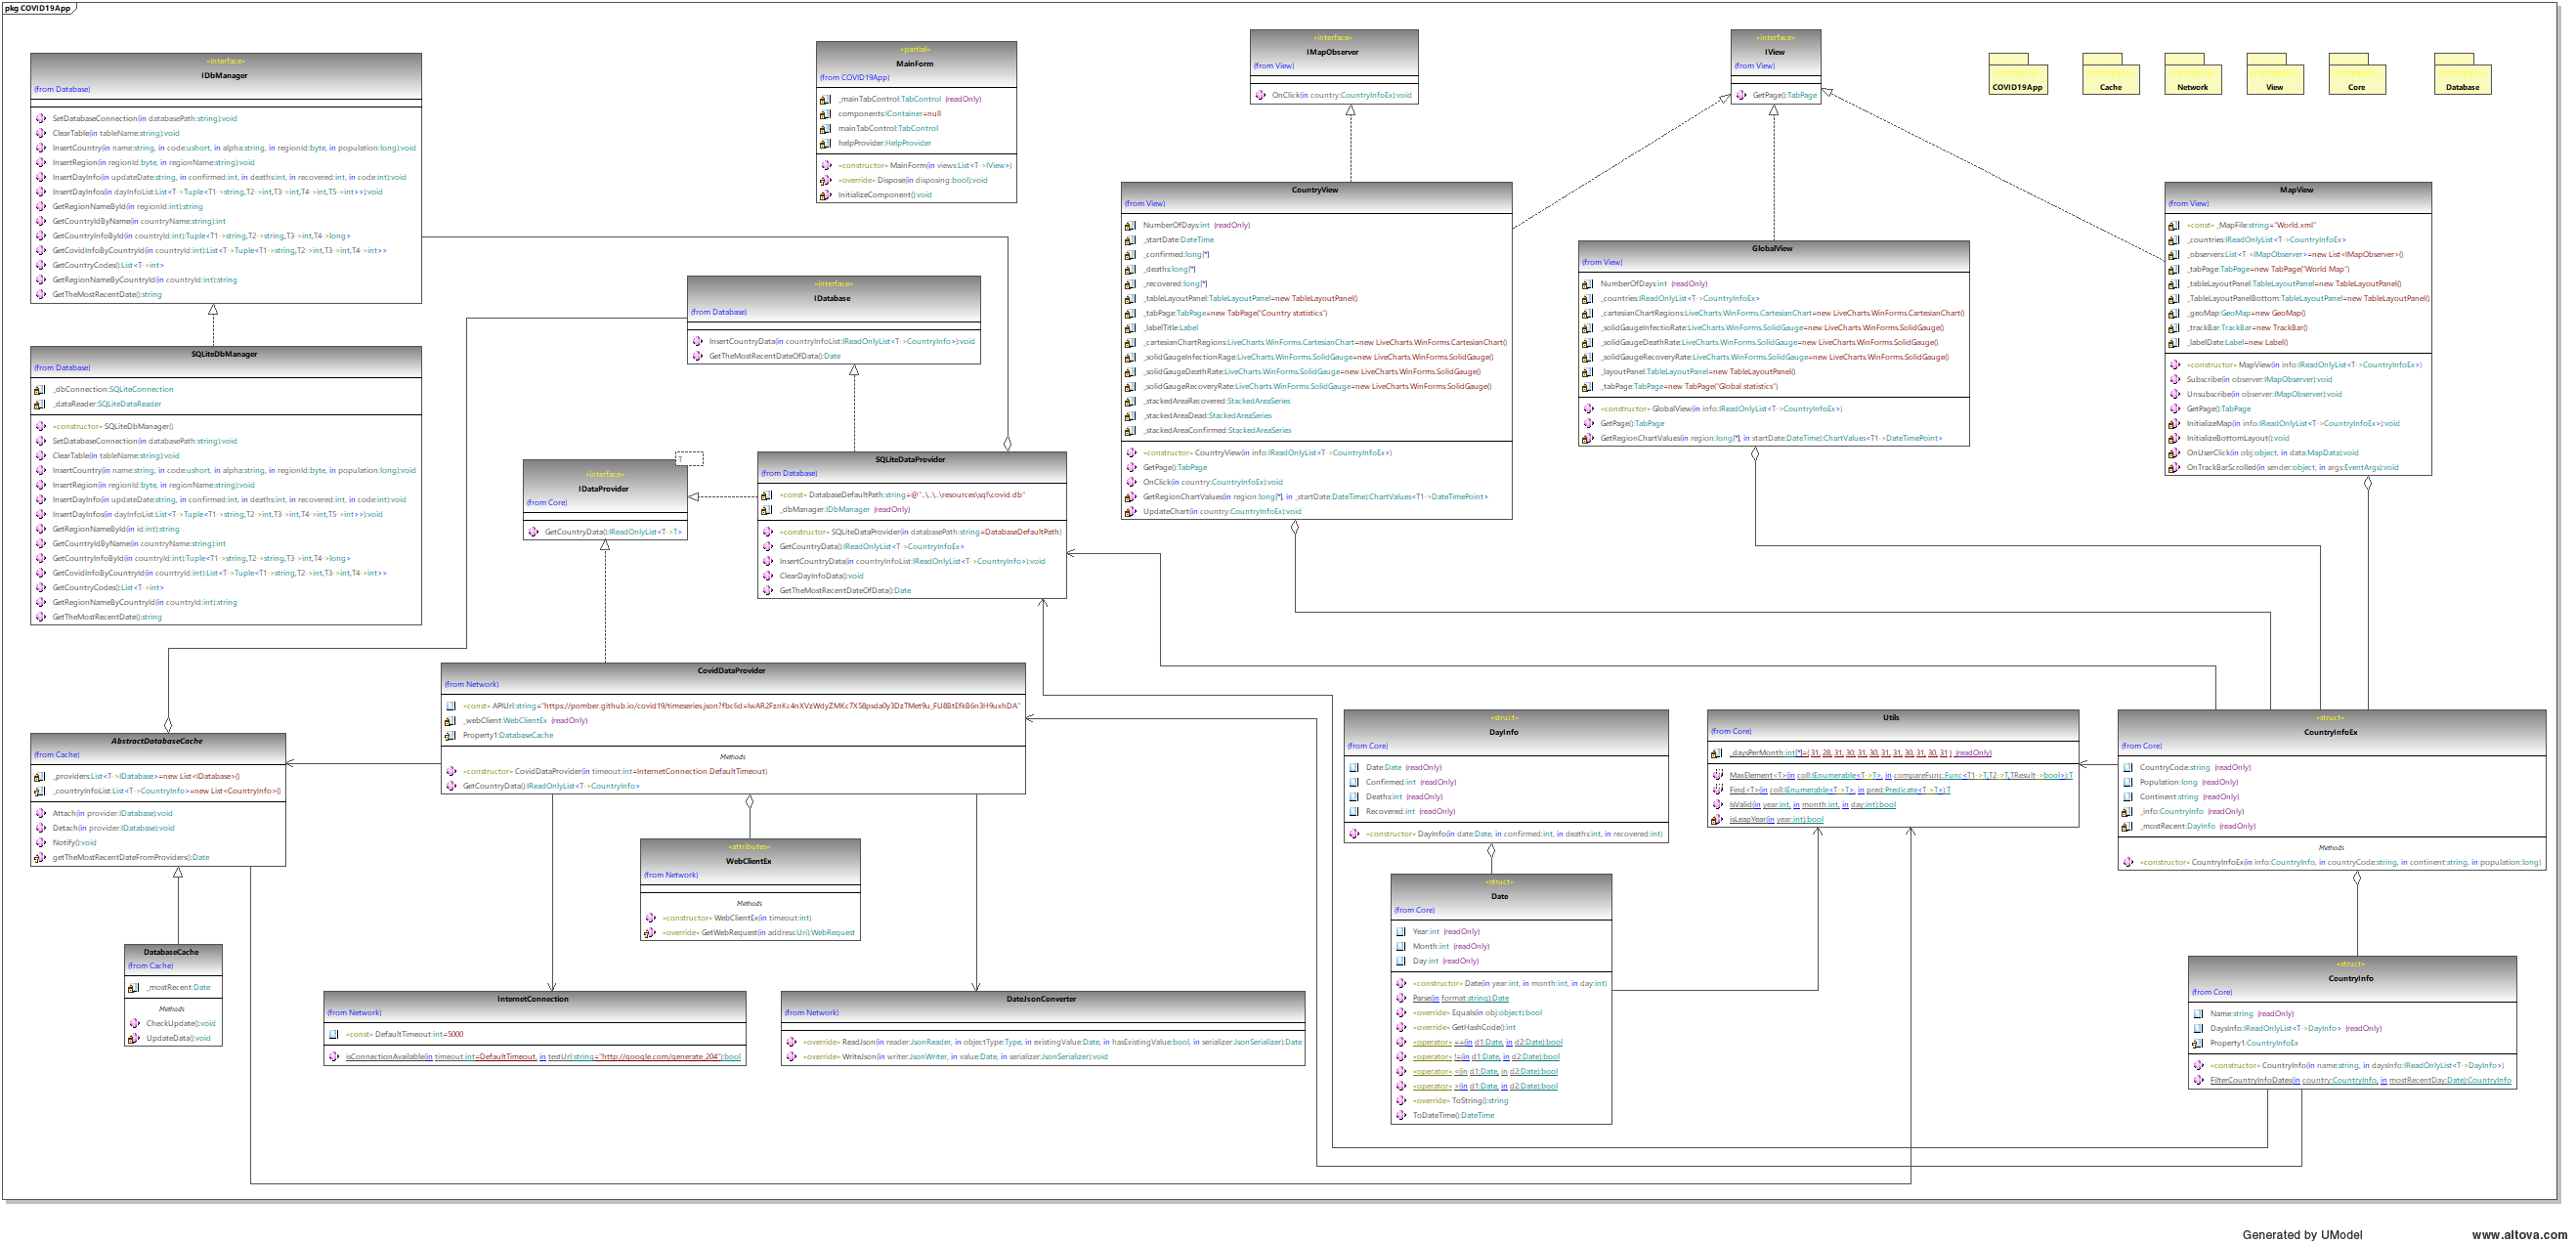 pkg COVID19App
«interface»
IDbManager
(from Database)
SetDatabaseConnection(in databasePath:string):void
ClearTable(in tableName:string):void
InsertCountry(in name:string, in code:ushort, in alpha:string, in regionId:byte, in population:long):void
InsertRegion(in regionId:byte, in regionName:string):void
InsertDayInfo(in updateDate:string, in confirmed:int, in deaths:int, in recovered:int, in code:int):void
InsertDayInfos(in dayInfoList:List<T->Tuple<T1->string,T2->int,T3->int,T4->int,T5->int>>):void
GetRegionNameById(in regionId:int):string
GetCountryIdByName(in countryName:string):int
GetCountryInfoById(in countryId:int):Tuple<T1->string,T2->string,T3->int,T4->long>
GetCovidInfoByCountryId(in countryId:int):List<T->Tuple<T1->string,T2->int,T3->int,T4->int>>
GetCountryCodes():List<T->int>
GetRegionNameByCountryId(in countryId:int):string
GetTheMostRecentDate():string
SQLiteDbManager
(from Database)
_dbConnection:SQLiteConnection
_dataReader:SQLiteDataReader
«constructor» SQLiteDbManager()
SetDatabaseConnection(in databasePath:string):void
ClearTable(in tableName:string):void
InsertCountry(in name:string, in code:ushort, in alpha:string, in regionId:byte, in population:long):void
InsertRegion(in regionId:byte, in regionName:string):void
InsertDayInfo(in updateDate:string, in confirmed:int, in deaths:int, in recovered:int, in code:int):void
InsertDayInfos(in dayInfoList:List<T->Tuple<T1->string,T2->int,T3->int,T4->int,T5->int>>):void
GetRegionNameById(in id:int):string
GetCountryIdByName(in countryName:string):int
GetCountryInfoById(in countryId:int):Tuple<T1->string,T2->string,T3->int,T4->long>
GetCovidInfoByCountryId(in countryId:int):List<T->Tuple<T1->string,T2->int,T3->int,T4->int>>
GetCountryCodes():List<T->int>
GetRegionNameByCountryId(in countryId:int):string
GetTheMostRecentDate():string
«partial»
MainForm
(from COVID19App)
_mainTabControl:TabControl (readOnly)
components:IContainer=null
mainTabControl:TabControl
helpProvider:HelpProvider
«constructor» MainForm(in views:List<T->IView>)
«override» Dispose(in disposing:bool):void
InitializeComponent():void
«interface»
IDatabase
(from Database)
InsertCountryData(in countryInfoList:IReadOnlyList<T->CountryInfo>):void
GetTheMostRecentDateOfData():Date
«interface»
IDataProvider
(from Core)
T
GetCountryData():IReadOnlyList<T->T>
SQLiteDataProvider
(from Database)
«const» DatabaseDefaultPath:string=@"..\..\..\resources\sql\covid.db"
_dbManager:IDbManager (readOnly)
«constructor» SQLiteDataProvider(in databasePath:string=DatabaseDefaultPath)
GetCountryData():IReadOnlyList<T->CountryInfoEx>
InsertCountryData(in countryInfoList:IReadOnlyList<T->CountryInfo>):void
ClearDayInfoData():void
GetTheMostRecentDateOfData():Date
«interface»
IMapObserver
(from View)
OnClick(in country:CountryInfoEx):void
CountryView
(from View)
NumberOfDays:int (readOnly)
_startDate:DateTime
_confirmed:long[*]
_deaths:long[*]
_recovered:long[*]
_tableLayoutPanel:TableLayoutPanel=new TableLayoutPanel()
_tabPage:TabPage=new TabPage("Country statistics")
_labelTitle:Label
_cartesianChartRegions:LiveCharts.WinForms.CartesianChart=new LiveCharts.WinForms.CartesianChart()
_solidGaugeInfectionRage:LiveCharts.WinForms.SolidGauge=new LiveCharts.WinForms.SolidGauge()
_solidGaugeDeathRate:LiveCharts.WinForms.SolidGauge=new LiveCharts.WinForms.SolidGauge()
_solidGaugeRecoveryRate:LiveCharts.WinForms.SolidGauge=new LiveCharts.WinForms.SolidGauge()
_stackedAreaRecovered:StackedAreaSeries
_stackedAreaDead:StackedAreaSeries
_stackedAreaConfirmed:StackedAreaSeries
«constructor» CountryView(in info:IReadOnlyList<T->CountryInfoEx>)
GetPage():TabPage
OnClick(in country:CountryInfoEx):void
GetRegionChartValues(in region:long[*], in _startDate:DateTime):ChartValues<T1->DateTimePoint>
UpdateChart(in country:CountryInfoEx):void
«interface»
IView
(from View)
GetPage():TabPage
GlobalView
(from View)
NumberOfDays:int (readOnly)
_countries:IReadOnlyList<T->CountryInfoEx>
_cartesianChartRegions:LiveCharts.WinForms.CartesianChart=new LiveCharts.WinForms.CartesianChart()
_solidGaugeInfectioRate:LiveCharts.WinForms.SolidGauge=new LiveCharts.WinForms.SolidGauge()
_solidGaugeDeathRate:LiveCharts.WinForms.SolidGauge=new LiveCharts.WinForms.SolidGauge()
_solidGaugeRecoveryRate:LiveCharts.WinForms.SolidGauge=new LiveCharts.WinForms.SolidGauge()
_layoutPanel:TableLayoutPanel=new TableLayoutPanel()
_tabPage:TabPage=new TabPage("Global statistics")
«constructor» GlobalView(in info:IReadOnlyList<T->CountryInfoEx>)
GetPage():TabPage
GetRegionChartValues(in region:long[*], in startDate:DateTime):ChartValues<T1->DateTimePoint>
COVID19App
Cache
Network
View
Core
Database
MapView
(from View)
«const» _MapFile:string="World.xml"
_countries:IReadOnlyList<T->CountryInfoEx>
_observers:List<T->IMapObserver>=new List<IMapObserver>()
_tabPage:TabPage=new TabPage("World Map")
_tableLayoutPanel:TableLayoutPanel=new TableLayoutPanel()
_TableLayoutPanelBottom:TableLayoutPanel=new TableLayoutPanel()
_geoMap:GeoMap=new GeoMap()
_trackBar:TrackBar=new TrackBar()
_labelDate:Label=new Label()
«constructor» MapView(in info:IReadOnlyList<T->CountryInfoEx>)
Subscribe(in observer:IMapObserver):void
Unsubscribe(in observer:IMapObserver):void
GetPage():TabPage
InitializeMap(in info:IReadOnlyList<T->CountryInfoEx>):void
InitializeBottomLayout():void
OnUserClick(in obj:object, in data:MapData):void
OnTrackBarScrolled(in sender:object, in args:EventArgs):void
AbstractDatabaseCache
(from Cache)
_providers:List<T->IDatabase>=new List<IDatabase>()
_countryInfoList:List<T->CountryInfo>=new List<CountryInfo>()
Attach(in provider:IDatabase):void
Detach(in provider:IDatabase):void
Notify():void
getTheMostRecentDateFromProviders():Date
DatabaseCache
(from Cache)
_mostRecent:Date
Methods
CheckUpdate():void
UpdateData():void
CovidDataProvider
(from Network)
_webClient:WebClientEx (readOnly)
Property1:DatabaseCache
Methods
«constructor» CovidDataProvider(in timeout:int=InternetConnection.DefaultTimeout)
GetCountryData():IReadOnlyList<T->CountryInfo>
«attributes»
WebClientEx
(from Network)
Methods
«constructor» WebClientEx(in timeout:int)
«override» GetWebRequest(in address:Uri):WebRequest
InternetConnection
(from Network)
«const» DefaultTimeout:int=5000
isConnectionAvailable(in timeout:int=DefaultTimeout, in testUrl:string="http://google.com/generate_204"):bool
DateJsonConverter
(from Network)
«override» ReadJson(in reader:JsonReader, in objectType:Type, in existingValue:Date, in hasExistingValue:bool, in serializer:JsonSerializer):Date
«override» WriteJson(in writer:JsonWriter, in value:Date, in serializer:JsonSerializer):void
«struct»
DayInfo
(from Core)
Date:Date (readOnly)
Confirmed:int (readOnly)
Deaths:int (readOnly)
Recovered:int (readOnly)
«constructor» DayInfo(in date:Date, in confirmed:int, in deaths:int, in recovered:int)
«struct»
Date
(from Core)
Year:int (readOnly)
Month:int (readOnly)
Day:int (readOnly)
«constructor» Date(in year:int, in month:int, in day:int)
Parse(in format:string):Date
«override» Equals(in obj:object):bool
«override» GetHashCode():int
«operator» ==(in d1:Date, in d2:Date):bool
«operator» !=(in d1:Date, in d2:Date):bool
«operator» <(in d1:Date, in d2:Date):bool
«operator» >(in d1:Date, in d2:Date):bool
«override» ToString():string
ToDateTime():DateTime
Utils
(from Core)
_daysPerMonth:int[*]={ 31, 28, 31, 30, 31, 30, 31, 31, 30, 31, 30, 31 } (readOnly)
MaxElement<T>(in coll:IEnumerable<T->T>, in compareFunc:Func<T1->T,T2->T,TResult->bool>):T
Find<T>(in coll:IEnumerable<T->T>, in pred:Predicate<T->T>):T
IsValid(in year:int, in month:int, in day:int):bool
isLeapYear(in year:int):bool
«struct»
CountryInfoEx
(from Core)
CountryCode:string (readOnly)
Population:long (readOnly)
Continent:string (readOnly)
_info:CountryInfo (readOnly)
_mostRecent:DayInfo (readOnly)
Methods
«constructor» CountryInfoEx(in info:CountryInfo, in countryCode:string, in continent:string, in population:long)
«struct»
CountryInfo
(from Core)
Name:string (readOnly)
DaysInfo:IReadOnlyList<T->DayInfo> (readOnly)
Property1:CountryInfoEx
«constructor» CountryInfo(in name:string, in daysInfo:IReadOnlyList<T->DayInfo>)
FilterCountryInfoDates(in country:CountryInfo, in mostRecentDay:Date):CountryInfo
Generated by UModel
www.altova.com